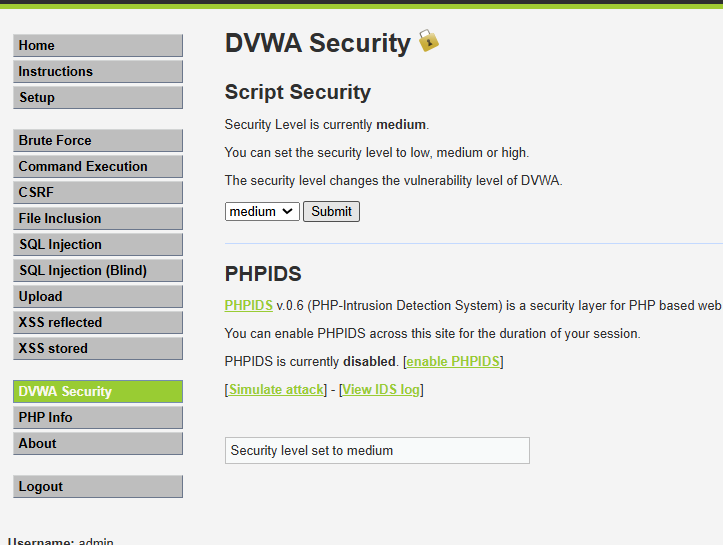 Home
Instructions
Setup
Brute Force
Command Execution
CSRF
File Inclusion
SQL Injection
SQL Injection (Blind)
Upload
XSS reflected
XSS stored
DVWA Security
PHP Info
About
Logout
Username: admin
DVWA Security
1
Script Security
Security Level is currently medium.
You can set the security level to low, medium or high.
The security level changes the vulnerability level of DVWA.
medium Submit
PHPIDS
PHPIDS v.0.6 (PHP-Intrusion Detection System) is a security layer for PHP based web
You can enable PHPIDS across this site for the duration of your session.
PHPIDS is currently disabled. [enable PHPIDS]
[Simulate attack] - [View IDS log]
Security level set to medium